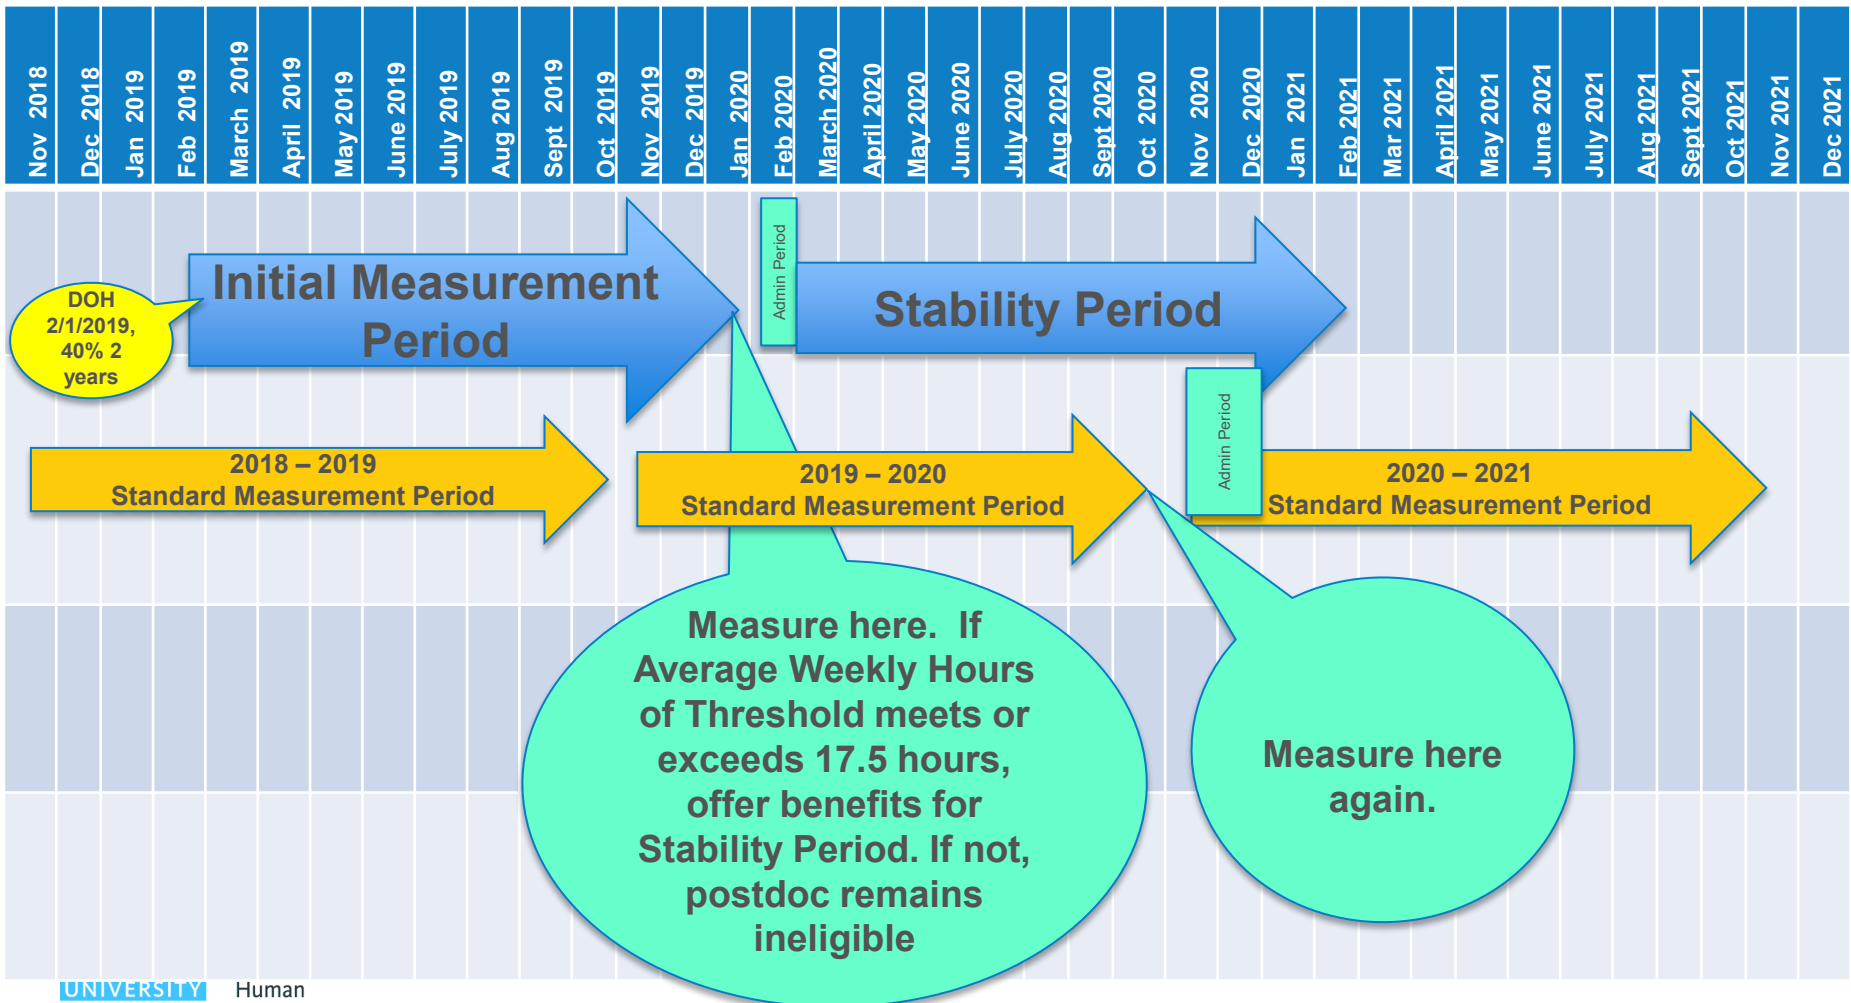 Nov 2018
Dec 2018
Jan 2019
Feb 2019
March 2019
April 2019
May 2019
June 2019
July 2019
Aug 2019
Sept 2019
Oct 2019
Nov 2019
Dec 2019
Jan 2020
Feb 2020
March 2020
April 2020
May 2020
June 2020
July 2020
Aug 2020
Sept 2020
Oct 2020
Nov 2020
Dec 2020
Jan 2021
Feb 2021
Mar 2021
April 2021
May 2021
June 2021
July 2021
Aug 2021
Sept 2021
Oct 2021
Nov 2021
Dec 2021
DOH
2/1/2019,
40% 2
years
Initial Measurement
Period
Admin Period
Stability Period
2018 – 2019
Standard Measurement Period
2019 – 2020
Standard Measurement Period
Admin Period
2020 – 2021
Standard Measurement Period
Measure here. If
Average Weekly Hours
of Threshold meets or
exceeds 17.5 hours,
offer benefits for
Stability Period. If not,
postdoc remains
ineligible
Measure here
again.
UNIVERSITY
Human